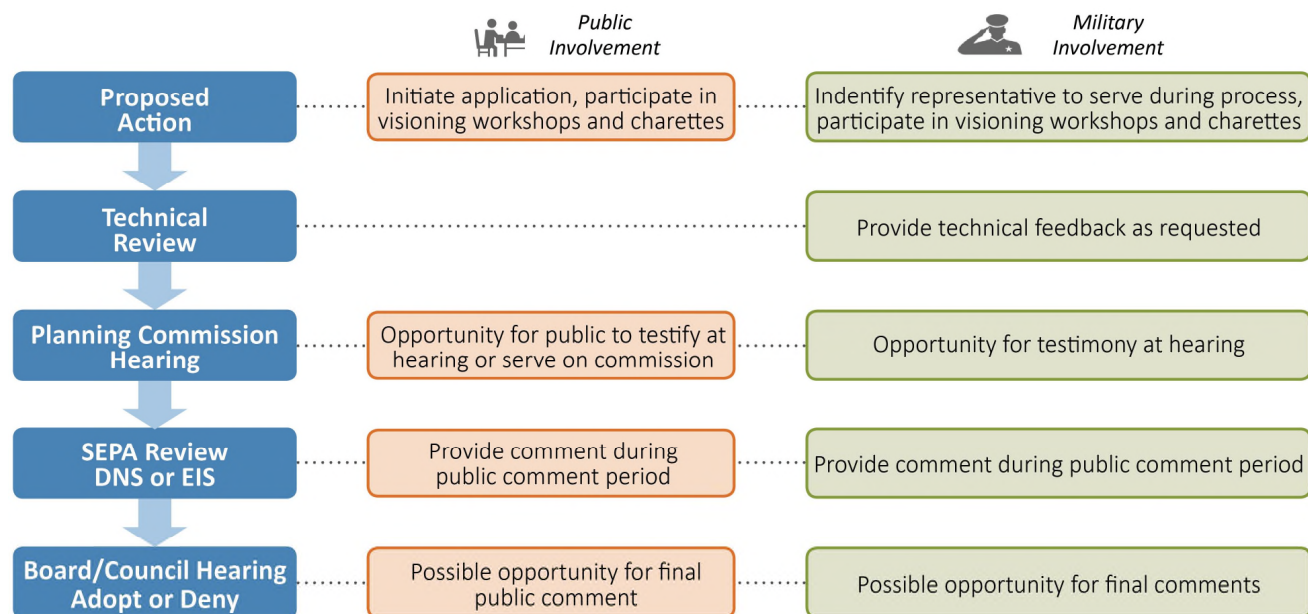 Public
Involvement
Military
Involvement
Proposed
Action
Initiate application, participate in
visioning workshops and charettes
Indentify representative to serve during process,
participate in visioning workshops and charettes
Technical
Review
Provide technical feedback as requested
Planning Commission
Hearing
Opportunity for public to testify at
hearing or serve on commission
Opportunity for testimony at hearing
SEPA Review
DNS or EIS
Provide comment during
public comment period
Provide comment during public comment period
Board/Council Hearing
Adopt or Deny
Possible opportunity for final
public comment
Possible opportunity for final comments